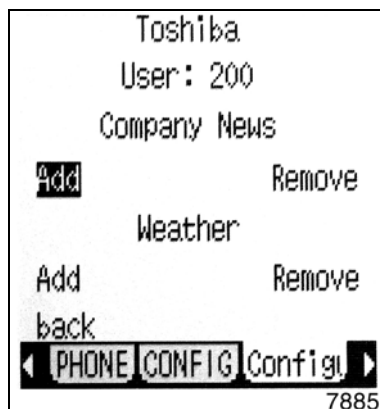 Toshiba
User: 200
Company News
Add Remove
Weather
Add Remove
back
PHONE CONFIG Configu
7885